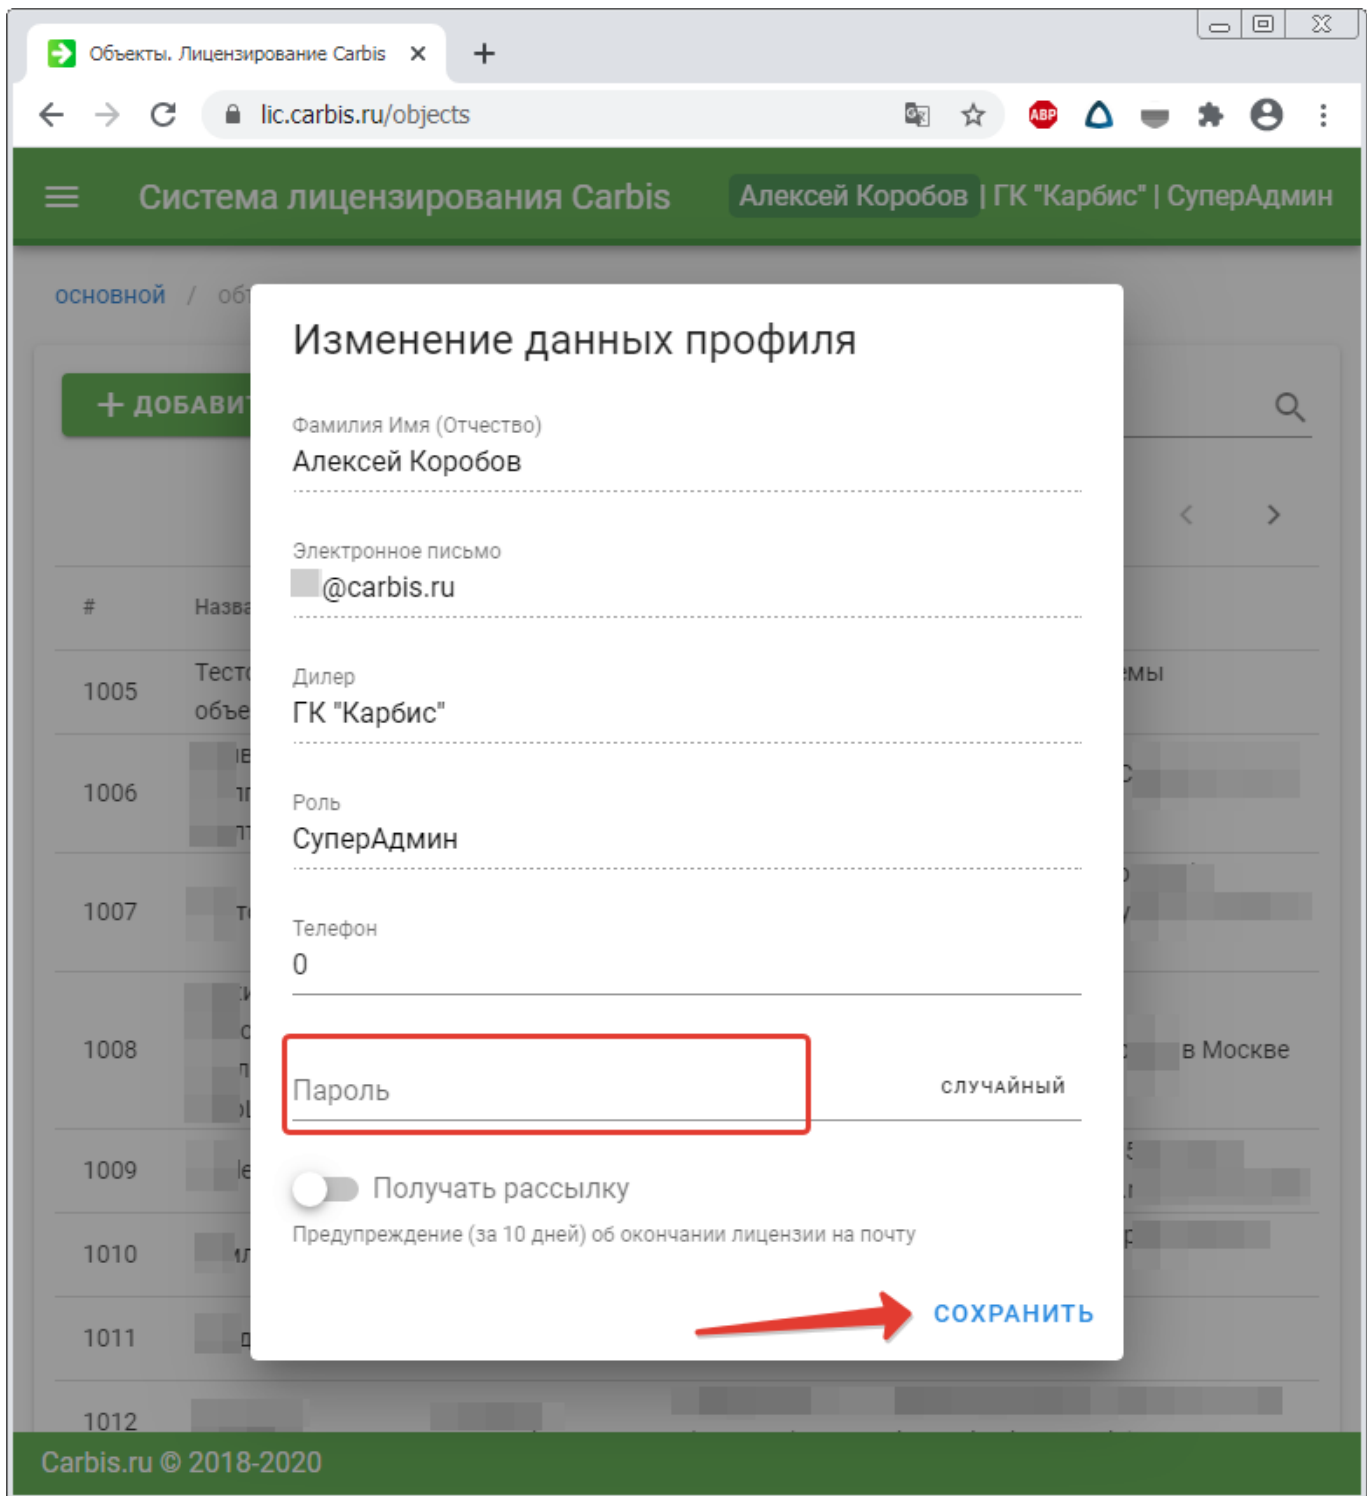 Объекты. Лицензирование Carbis
lic.carbis.ru/objects
ABP
Система лицензирования Carbis
Алексей Коробов | ГК "Карбис" | СуперАдмин
основной /
Изменение данных профиля
Фамилия Имя (Отчество)
Алексей Коробов
Электронное письмо
@carbis.ru
Дилер
ГК "Карбис"
Роль
СуперАдмин
Телефон
0
Пароль
СЛУЧАЙНЫЙ
Получать рассылку
Предупреждение (за 10 дней) об окончании лицензии на почту
СОХРАНИТЬ
#
1005
1006
1007
1008
в Москве
1009
1010
1011
1012
Carbis.ru © 2018-2020